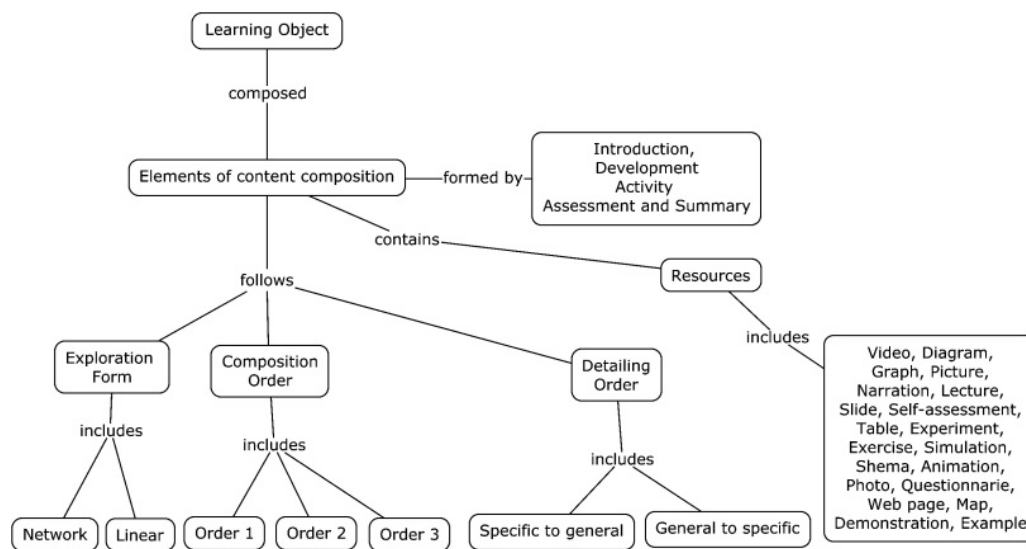 Learning Object
composed
Elements of content composition
formed by
Introduction,
Development
Activity
Assessment and Summary
contains
Resources
follows
includes
Exploration
Form
Composition
Order
Detailing
Order
Video, Diagram,
Graph, Picture,
Narration, Lecture,
Slide, Self-assessment,
Table, Experiment,
Exercise, Simulation,
Shema, Animation,
Photo, Questionnarie,
Web page, Map,
Demonstration, Example
includes
includes
includes
Network
Linear
Order 1
Order 2
Order 3
Specific to general
General to specific